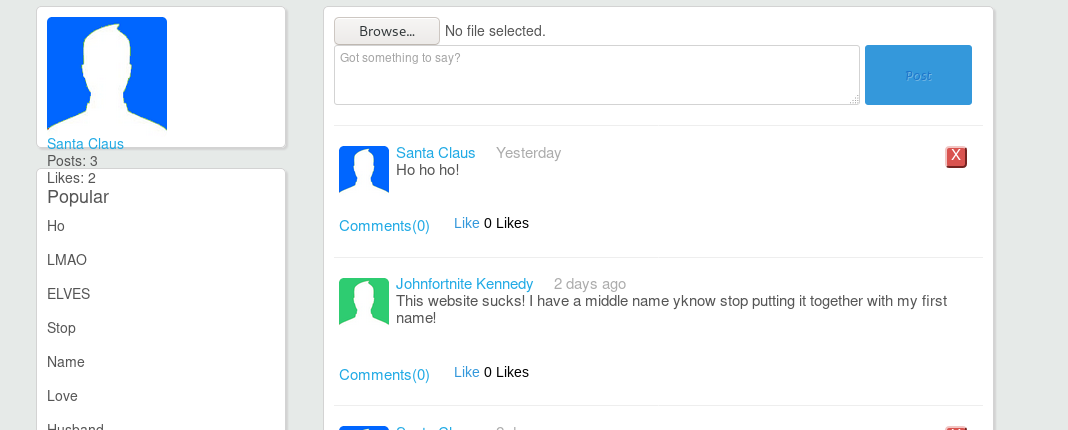 Santa Claus
Posts: 3
Likes: 2
Popular
Ho
LMAO
ELVES
Stop
Name
Love
Husband
Browse... No file selected.
Got something to say?
Post
Santa Claus Yesterday X
Ho ho ho!
Comments(0) Like 0 Likes
Johnfortnite Kennedy 2 days ago
This website sucks! I have a middle name yknow stop putting it together with my first
name!
Comments(0) Like 0 Likes